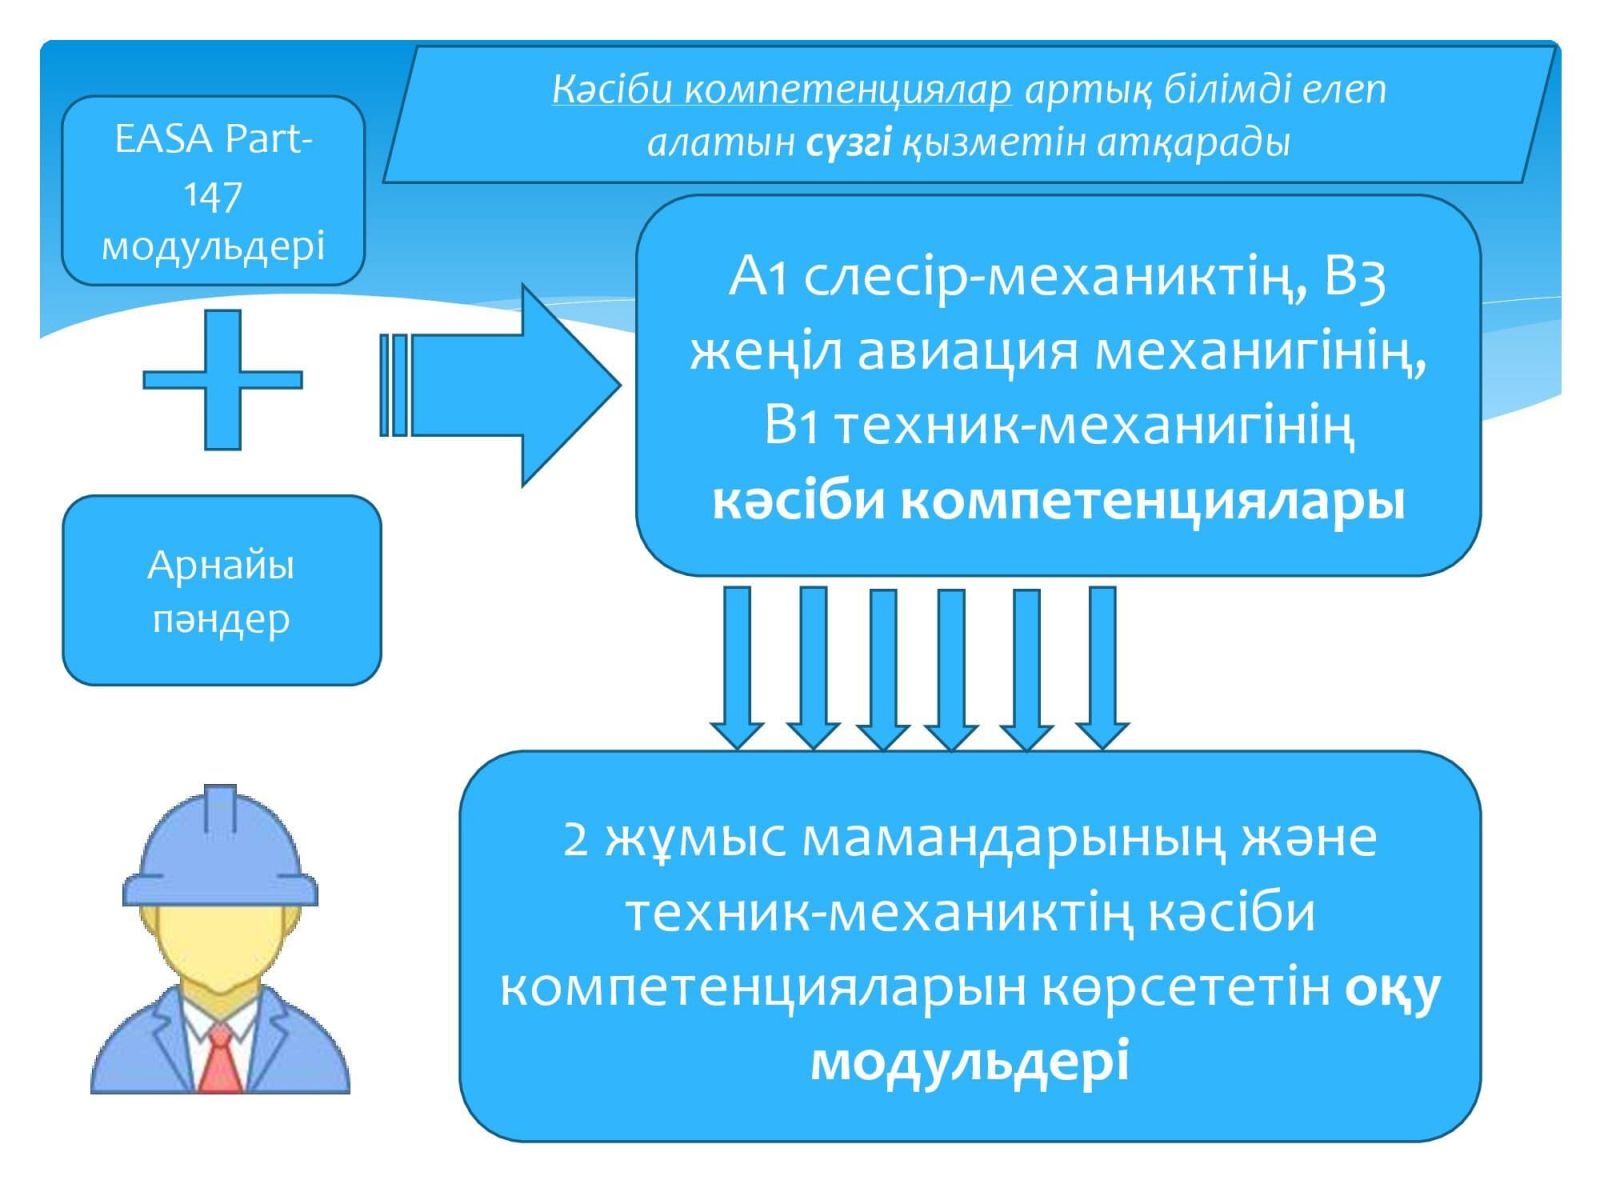 Кәсіби компетенциялар артық білімді елеп
алатын сүзгі қызметін атқарады
EASA Part-
147
модульдері
А1 слесір-механиктің, В3
жеңіл авиация механигінің,
В1 техник-механигінің
кәсіби компетенциялары
Арнайы
пәндер
2 жұмыс мамандарының және
техник-механиктің кәсіби
компетенцияларын көрсететін оқу
модульдері